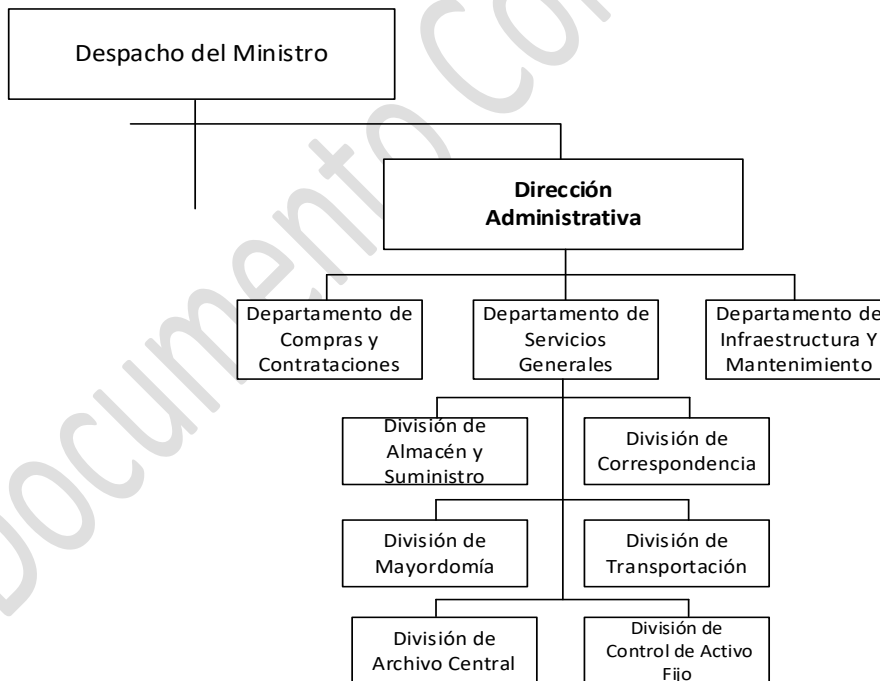 Despacho del Ministro
Dirección
Administrativa
Departamento de
Compras y
Contrataciones
Departamento de
Servicios
Generales
Departamento de
Infraestructura Y
Mantenimiento
División de
Almacén y
Suministro
División de
Correspondencia
División de
Mayordomía
División de
Transportación
División de
Archivo Central
División de
Control de Activo
Fijo
Documento Co